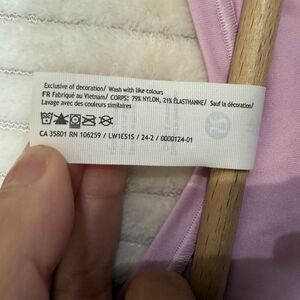 Exclusive of decoration/ Wash with like colours
FR Fabriqué au Vietnam/ CORPS: 79% NYLON, 21% ÉLASTHANNE/ Sauf la décoration/
Lavage avec des couleurs similaires
CA 35801 RN 106259 / LW1E51S / 24-2 / 0000124-01